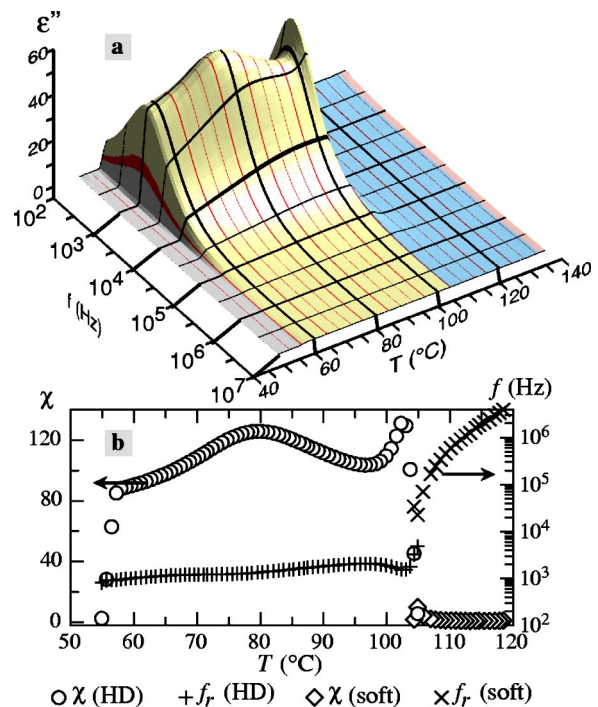 ε"
a
60
40
20
0
10²
10³
10⁴
10⁵
10⁶
10⁷
f (Hz)
40
60
80
100
120
140
T (°C)
χ
b
f (Hz)
120
80
40
0
10⁶
10⁵
10⁴
10³
10²
50 60 70 80 90 100 110 120
T (°C)
○ χ (HD) + fᵣ (HD) ◇ χ (soft) × fᵣ (soft)